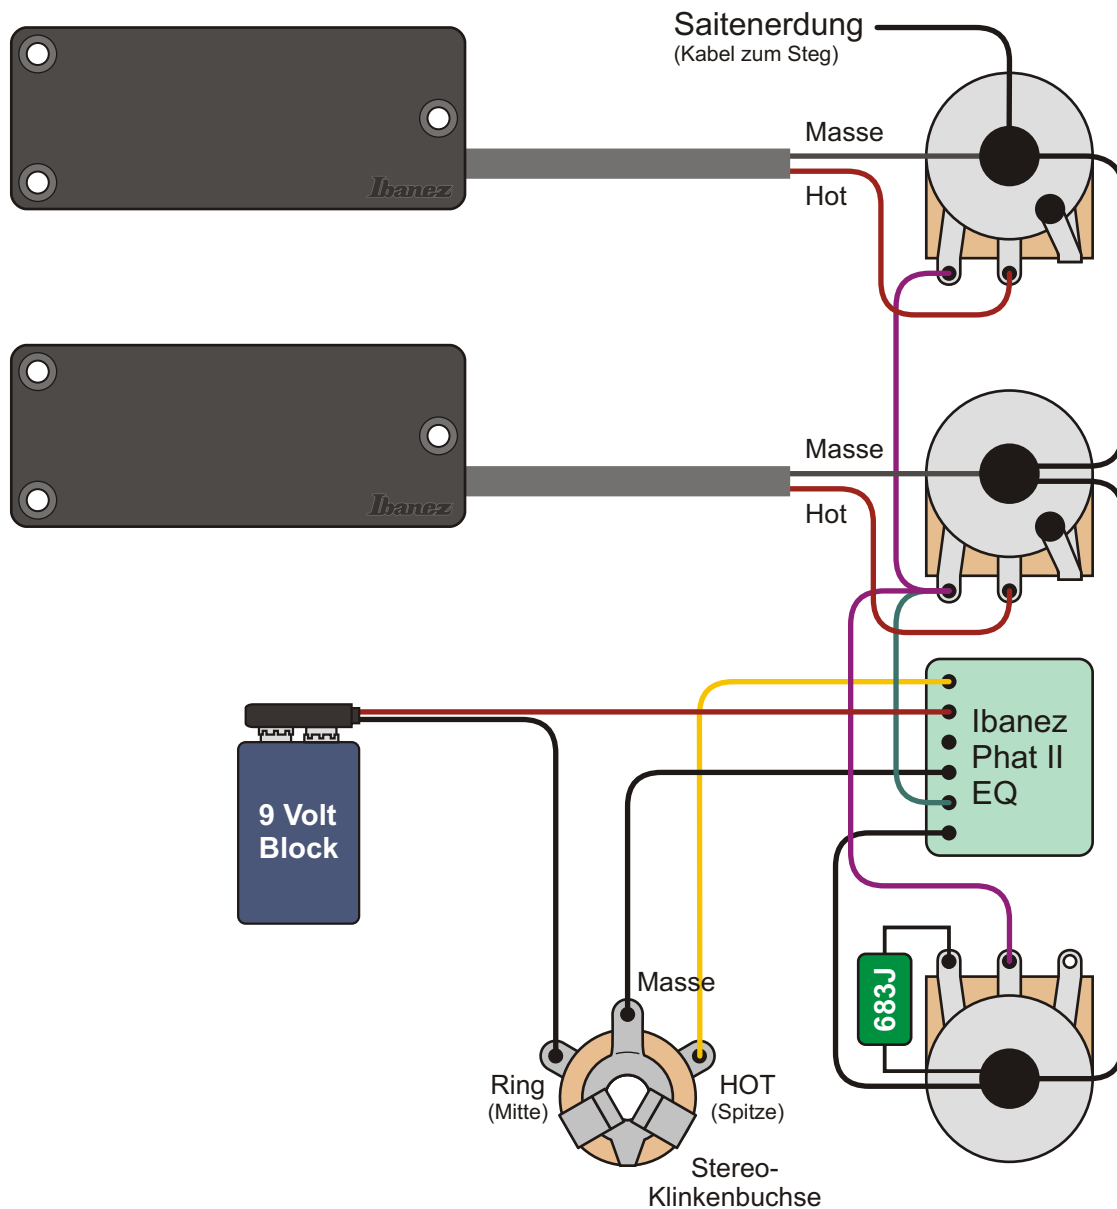 Saitenerdung
(Kabel zum Steg)
Masse
Hot
Ibanez
Masse
Hot
Ibanez
Ibanez
Phat II
EQ
9 Volt
Block
683J
Masse
Ring
(Mitte)
HOT
(Spitze)
Stereo-
Klinkenbuchse